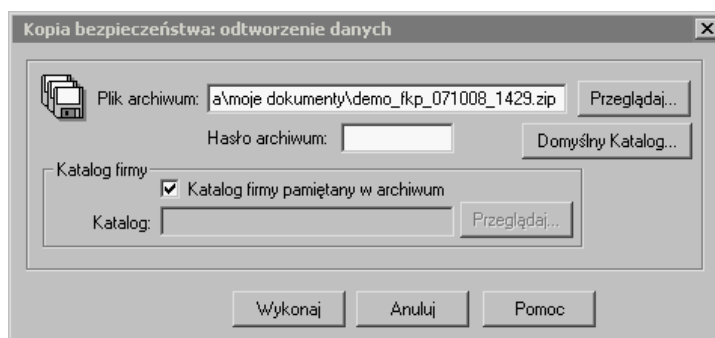 Kopia bezpieczeństwa: odtworzenie danych
Plik archiwum: a\moje dokumenty\demo_fkp_071008_1429.zip Przeglądaj...
Hasło archiwum: Domyślny Katalog...
Katalog firmy
Katalog firmy pamiętany w archiwum
Katalog: Przeglądaj...
Wykonaj Anuluj Pomoc